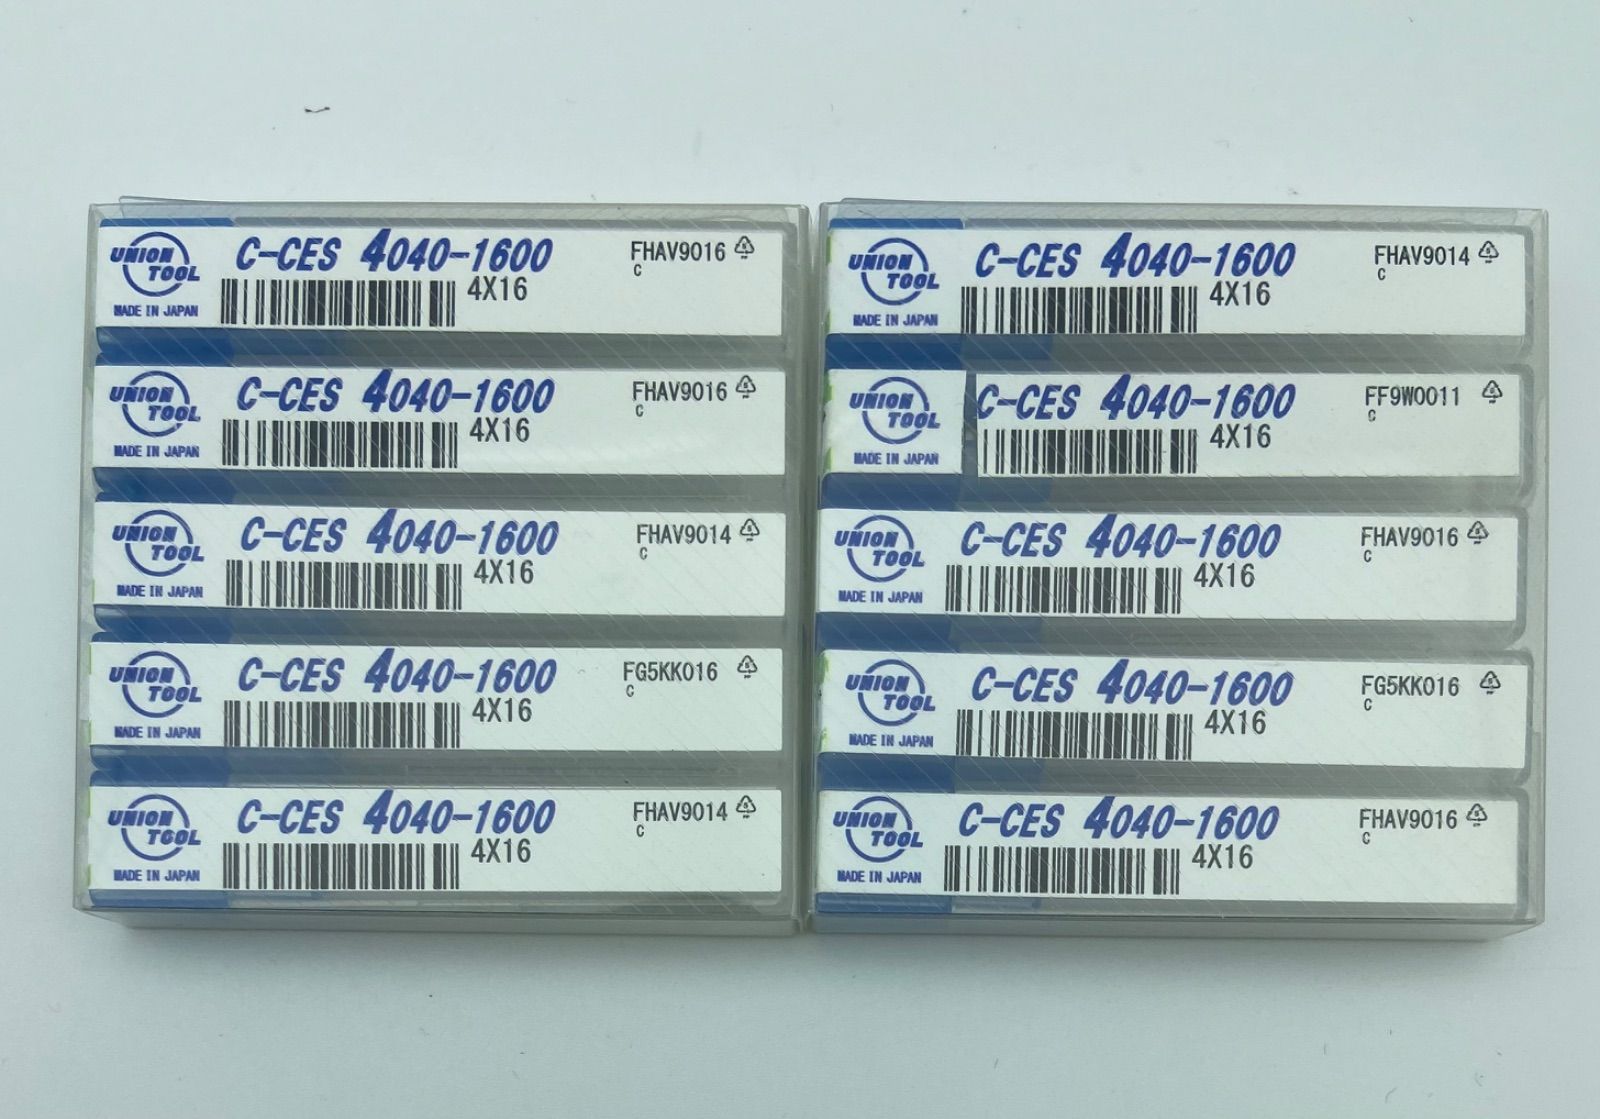 UNION TOOL
MADE IN JAPAN
C-CES 4040-1600
4X16
FHAV9016
C
UNION TOOL
MADE IN JAPAN
C-CES 4040-1600
4X16
FHAV9016
C
UNION TOOL
MADE IN JAPAN
C-CES 4040-1600
4X16
FHAV9014
C
UNION TOOL
MADE IN JAPAN
C-CES 4040-1600
4X16
FG5KK016
C
UNION TOOL
MADE IN JAPAN
C-CES 4040-1600
4X16
FHAV9014
C
UNION TOOL
MADE IN JAPAN
C-CES 4040-1600
4X16
FHAV9014
C
UNION TOOL
MADE IN JAPAN
C-CES 4040-1600
4X16
FF9W0011
C
UNION TOOL
MADE IN JAPAN
C-CES 4040-1600
4X16
FHAV9016
C
UNION TOOL
MADE IN JAPAN
C-CES 4040-1600
4X16
FG5KK016
C
UNION TOOL
MADE IN JAPAN
C-CES 4040-1600
4X16
FHAV9016
C